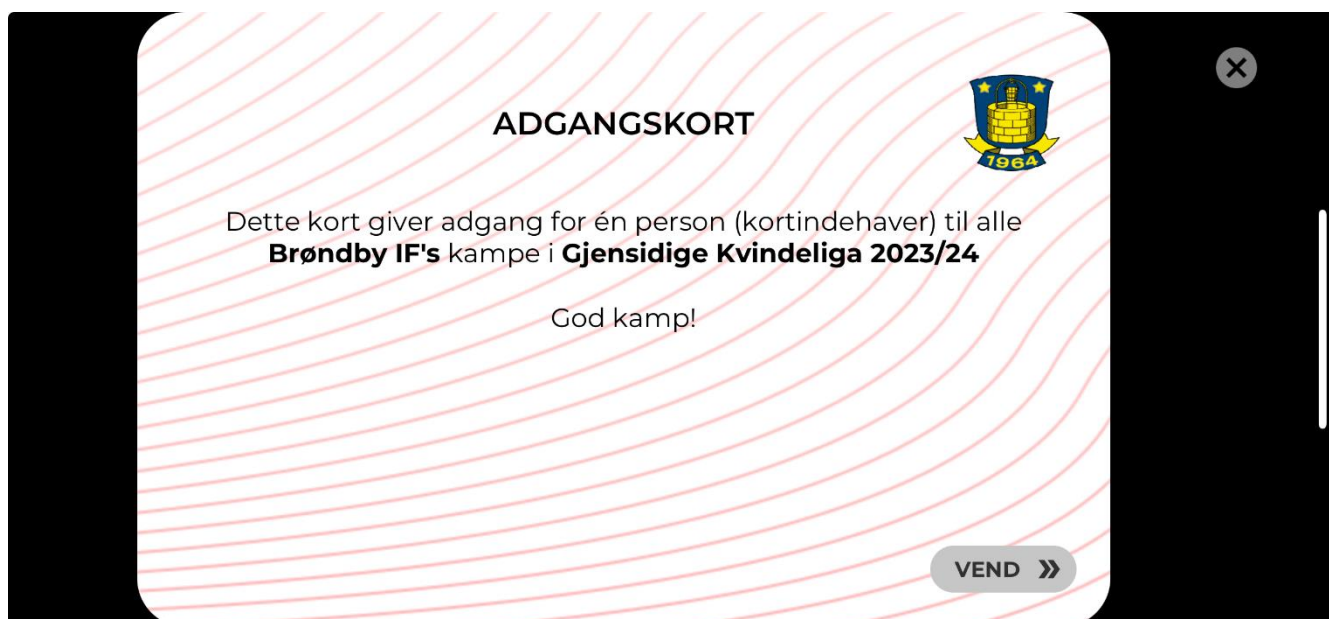 ADGANGSKORT
1964
Dette kort giver adgang for én person (kortindehaver) til alle
Brøndby IF's kampe i Gjensidige Kvindeliga 2023/24
God kamp!
VEND